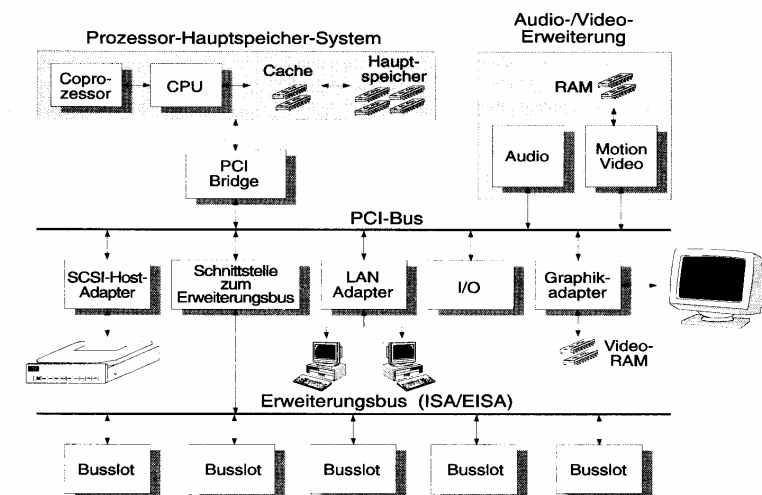 Prozessor-Hauptspeicher-System
Audio-/Video-
Erweiterung
Copro-
zessor
CPU
Cache
Haupt-
speicher
RAM
Audio
Motion
Video
PCI
Bridge
PCI-Bus
SCSI-Host-
Adapter
Schnittstelle
zum
Erweiterungsbus
LAN
Adapter
I/O
Graphik-
adapter
Video-
RAM
Erweiterungsbus (ISA/EISA)
Busslot
Busslot
Busslot
Busslot
Busslot